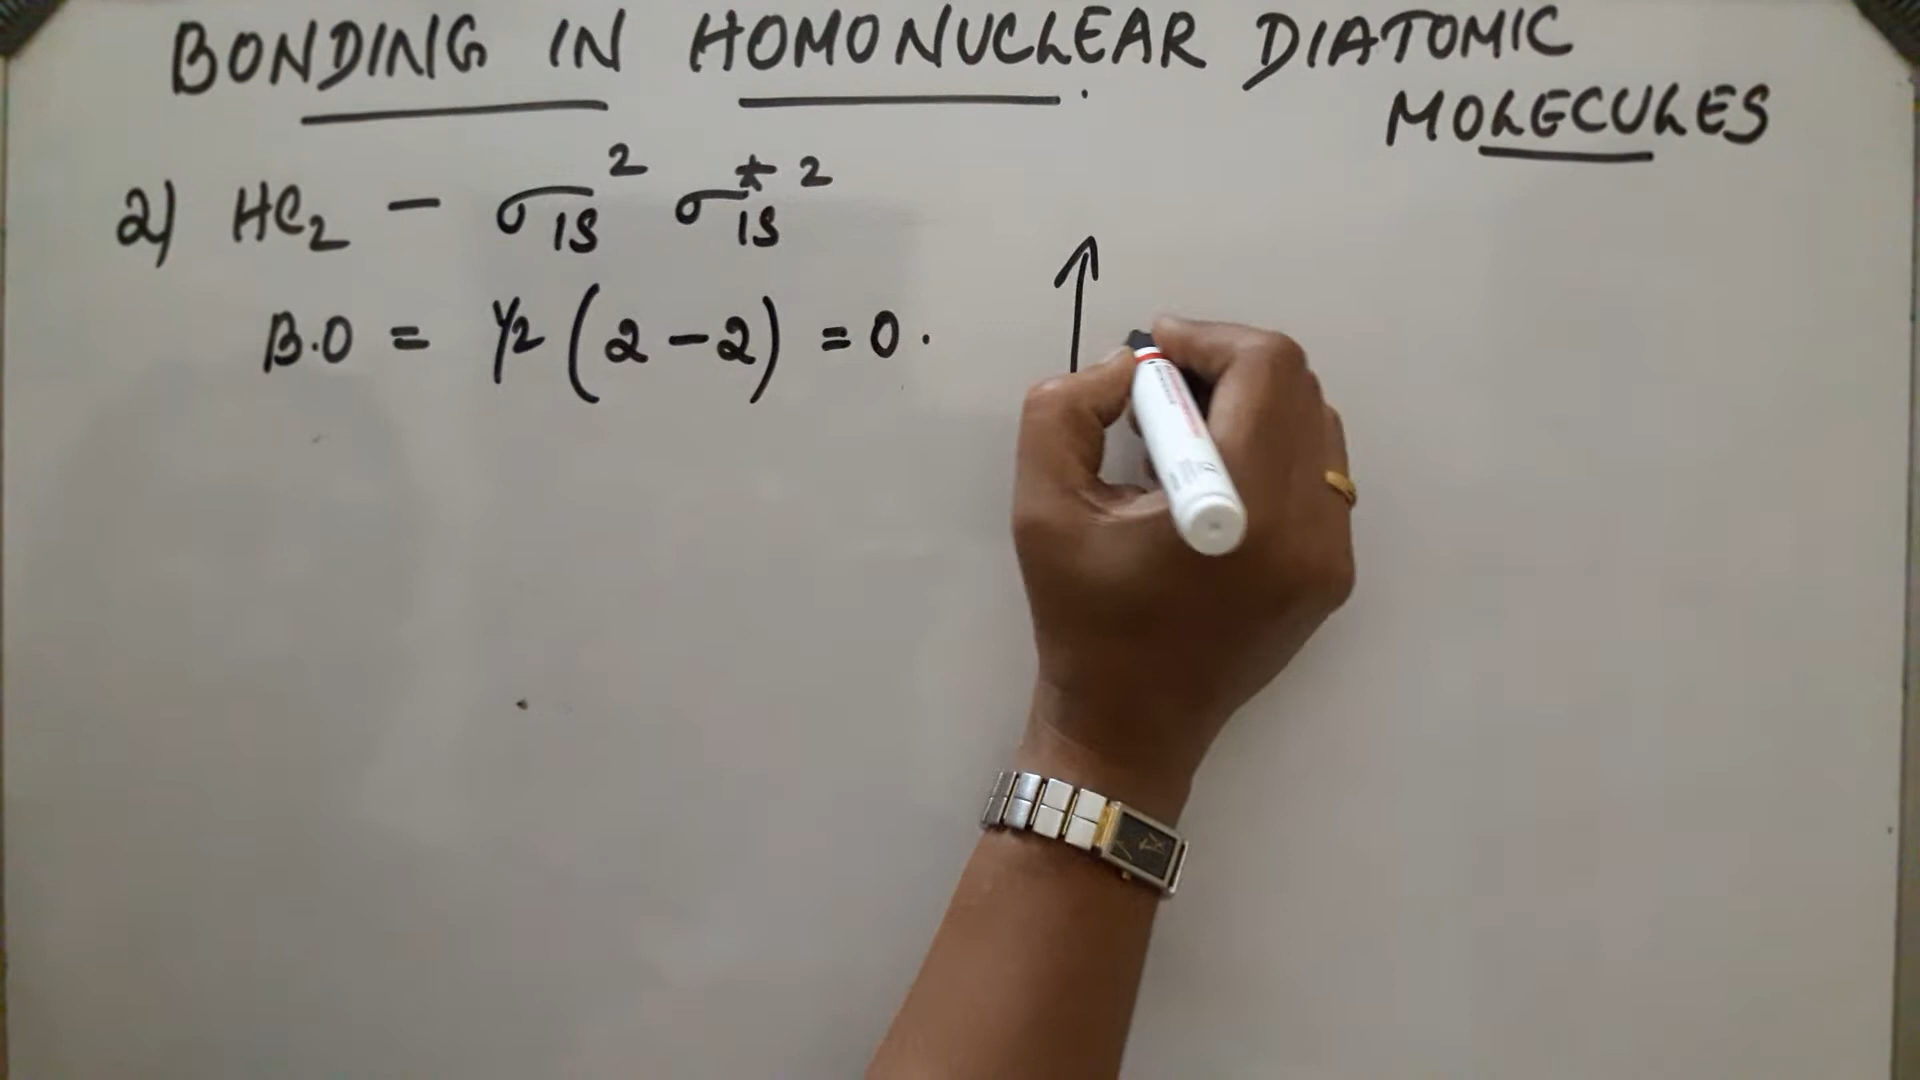 BONDING IN HOMONUCLEAR DIATOMIC
MOLECULES
2) He₂ - σ1s² σ*1s²
B.O = 1/2 (2-2) = 0.